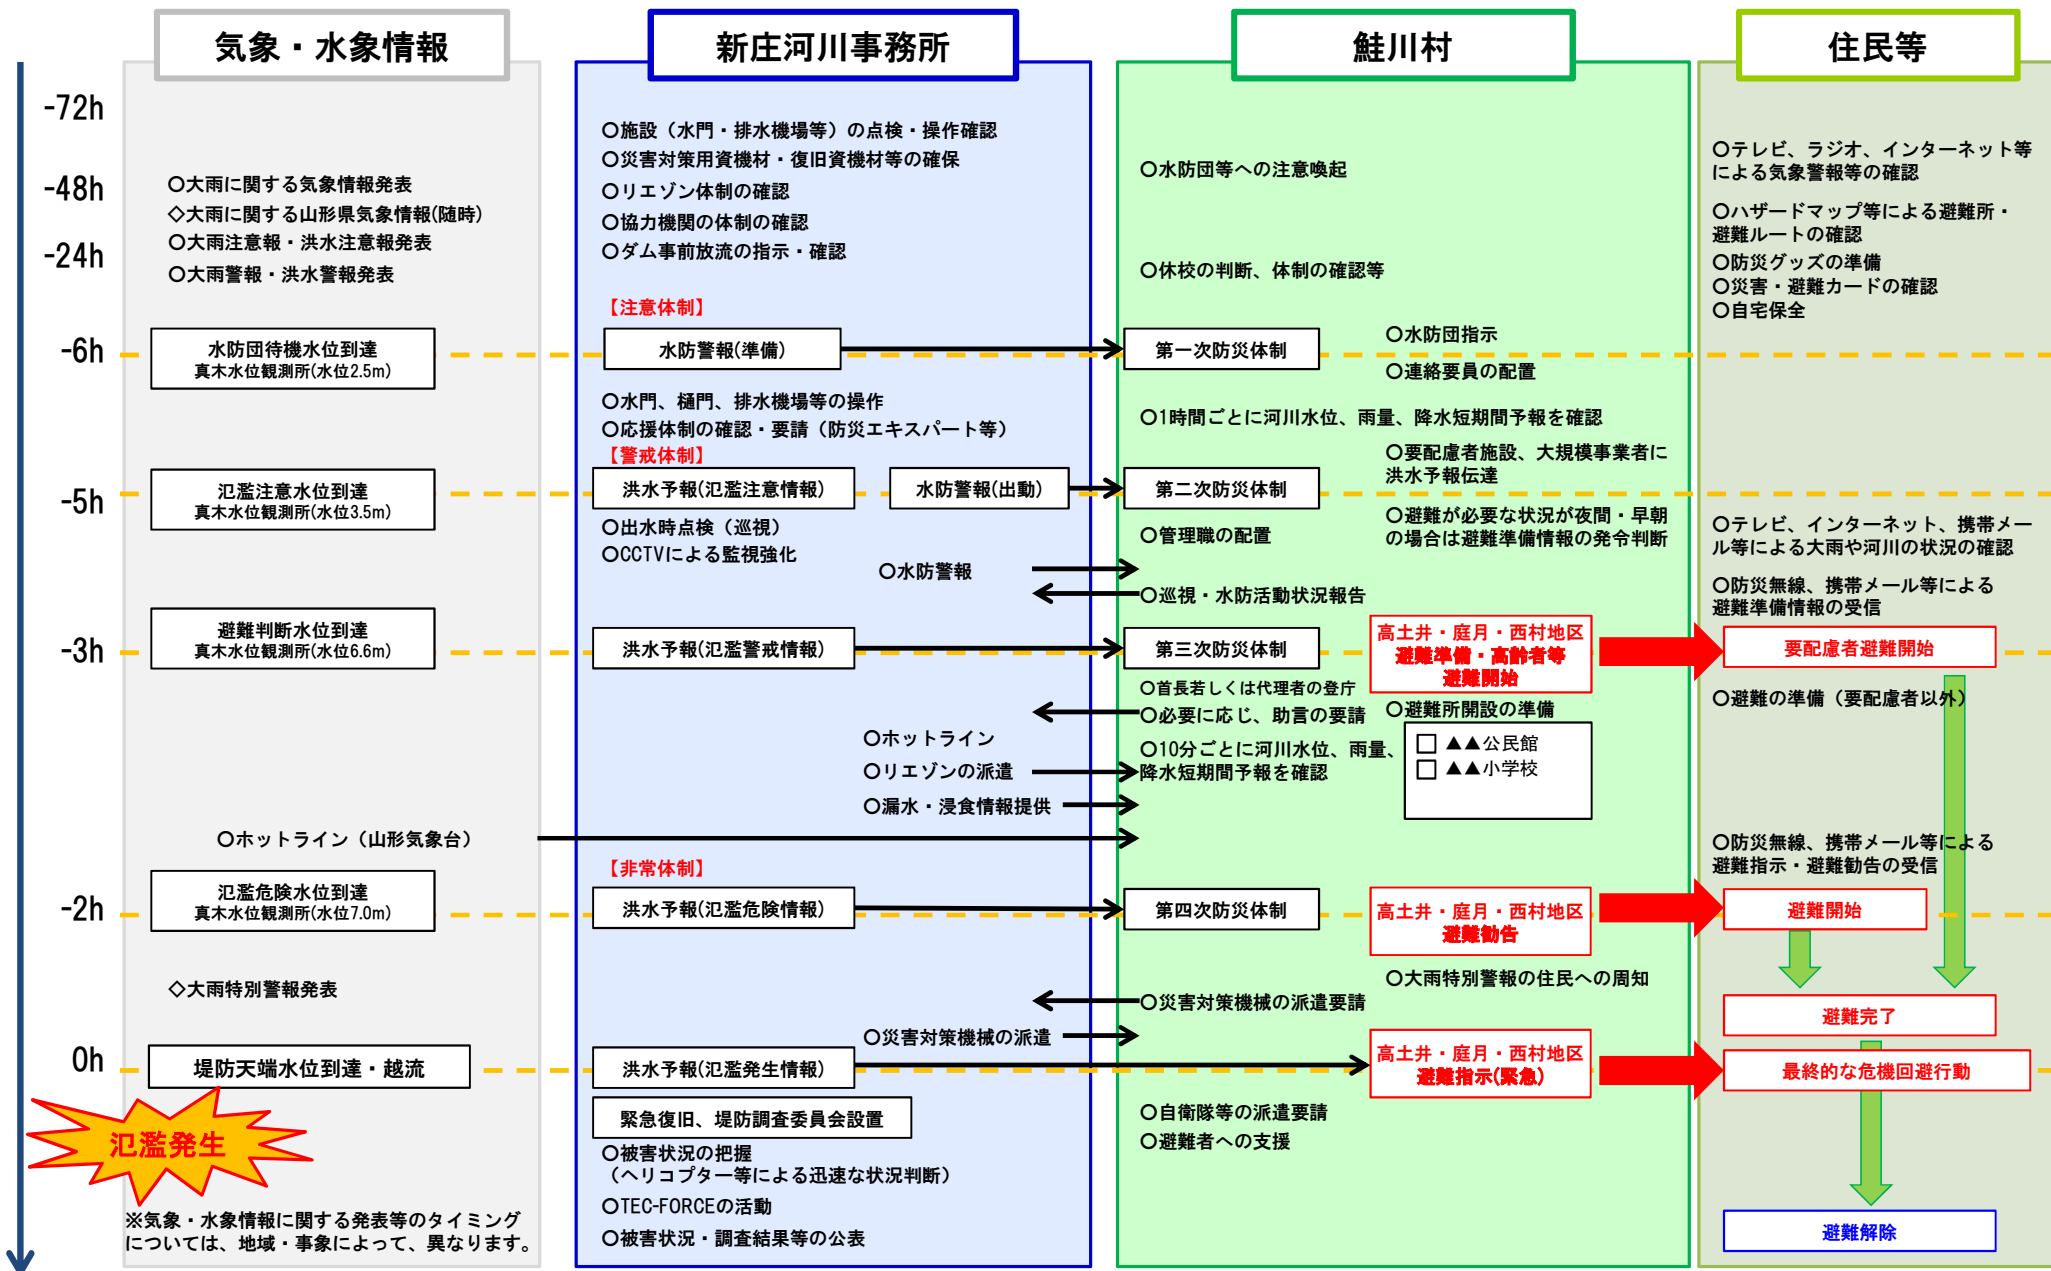 気象・水象情報
新庄河川事務所
鮭川村
住民等
-72h
-48h
-24h
-6h
-5h
-3h
-2h
0h
○大雨に関する気象情報発表
◇大雨に関する山形県気象情報(随時)
○大雨注意報・洪水注意報発表
○大雨警報・洪水警報発表
水防団待機水位到達
真木水位観測所(水位2.5m)
氾濫注意水位到達
真木水位観測所(水位3.5m)
避難判断水位到達
真木水位観測所(水位6.6m)
○ホットライン（山形気象台）
氾濫危険水位到達
真木水位観測所(水位7.0m)
◇大雨特別警報発表
堤防天端水位到達・越流
氾濫発生
※気象・水象情報に関する発表等のタイミング
については、地域・事象によって、異なります。
○施設（水門・排水機場等）の点検・操作確認
○災害対策用資機材・復旧資機材等の確保
○リエゾン体制の確認
○協力機関の体制の確認
○ダム事前放流の指示・確認
【注意体制】
水防警報(準備)
○水門、樋門、排水機場等の操作
○応援体制の確認・要請（防災エキスパート等）
【警戒体制】
洪水予報(氾濫注意情報)
水防警報(出動)
○出水時点検（巡視）
○CCTVによる監視強化
○水防警報
洪水予報(氾濫警戒情報)
○ホットライン
○リエゾンの派遣
○漏水・浸食情報提供
【非常体制】
洪水予報(氾濫危険情報)
○災害対策機械の派遣
洪水予報(氾濫発生情報)
緊急復旧、堤防調査委員会設置
○被害状況の把握
（ヘリコプター等による迅速な状況判断）
○TEC-FORCEの活動
○被害状況・調査結果等の公表
○水防団等への注意喚起
○休校の判断、体制の確認等
第一次防災体制
○水防団指示
○連絡要員の配置
○1時間ごとに河川水位、雨量、降水短期間予報を確認
第二次防災体制
○要配慮者施設、大規模事業者に
洪水予報伝達
○管理職の配置
○避難が必要な状況が夜間・早朝
の場合は避難準備情報の発令判断
○巡視・水防活動状況報告
第三次防災体制
高土井・庭月・西村地区
避難準備・高齢者等
避難開始
○首長若しくは代理者の登庁
○必要に応じ、助言の要請
○避難所開設の準備
○10分ごとに河川水位、雨量、
降水短期間予報を確認
□ ▲▲公民館
□ ▲▲小学校
第四次防災体制
高土井・庭月・西村地区
避難勧告
○大雨特別警報の住民への周知
○災害対策機械の派遣要請
高土井・庭月・西村地区
避難指示(緊急)
○自衛隊等の派遣要請
○避難者への支援
○テレビ、ラジオ、インターネット等
による気象警報等の確認
○ハザードマップ等による避難所・
避難ルートの確認
○防災グッズの準備
○災害・避難カードの確認
○自宅保全
○テレビ、インターネット、携帯メー
ル等による大雨や河川の状況の確認
○防災無線、携帯メール等による
避難準備情報の受信
要配慮者避難開始
○避難の準備（要配慮者以外）
○防災無線、携帯メール等による
避難指示・避難勧告の受信
避難開始
避難完了
最終的な危機回避行動
避難解除